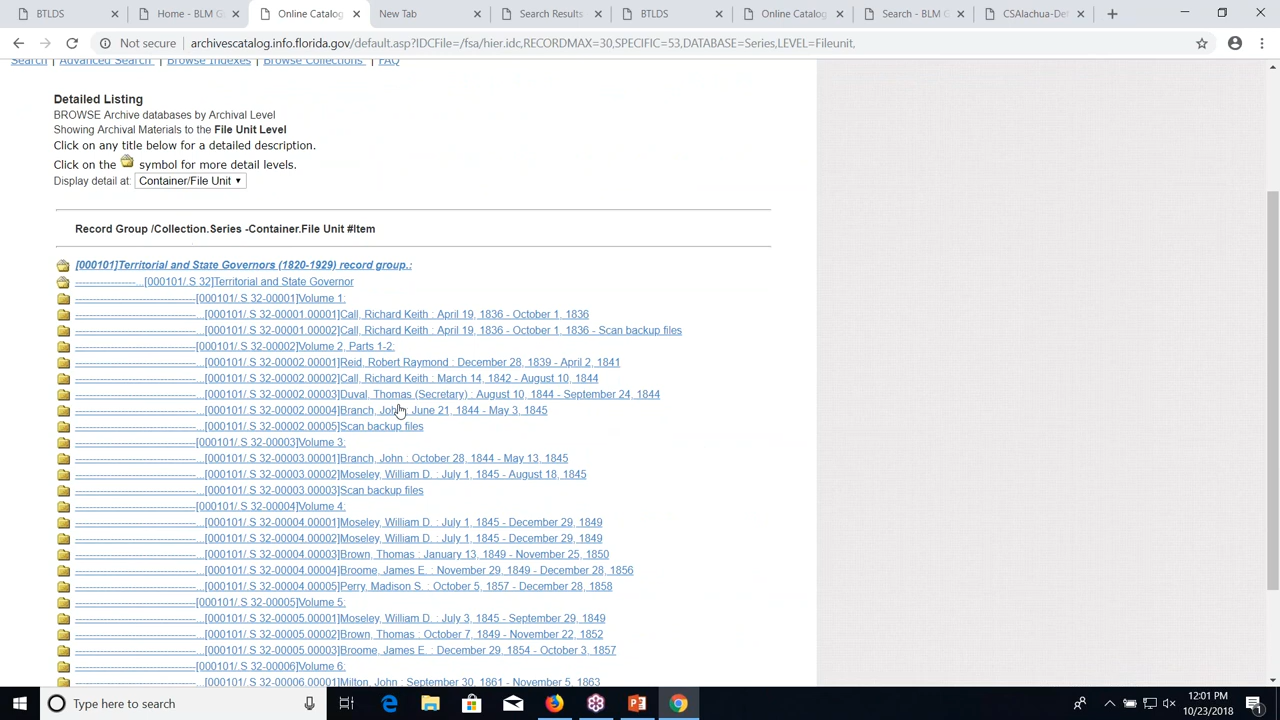 BTLDS
Home - BLM G
Online Catalog
New Tab
Search Results
BTLDS
Online Catalog
Search - BLM G
CSAlachua-Det
Not secure | archivescatalog.info.florida.gov/default.asp?IDCFile=/fsa/hier.idc,RECORDMAX=30,SPECIFIC=53,DATABASE=Series,LEVEL=Fileunit,
Search | Advanced Search | Browse Indexes | Browse Collections | FAQ
Detailed Listing
BROWSE Archive databases by Archival Level
Showing Archival Materials to the File Unit Level
Click on any title below for a detailed description.
Click on the symbol for more detail levels.
Display detail at: Container/File Unit
Record Group /Collection.Series -Container.File Unit #Item
[000101]Territorial and State Governors (1820-1929) record group.:
-----------------...[000101/.S 32]Territorial and State Governor
----------------------------------[000101/.S 32-00001]Volume 1:
----------------------------------...[000101/.S 32-00001.00001]Call, Richard Keith : April 19, 1836 - October 1, 1836
----------------------------------...[000101/.S 32-00001.00002]Call, Richard Keith : April 19, 1836 - October 1, 1836 - Scan backup files
----------------------------------[000101/.S 32-00002]Volume 2, Parts 1-2:
----------------------------------...[000101/.S 32-00002.00001]Reid, Robert Raymond : December 28, 1839 - April 2, 1841
----------------------------------...[000101/.S 32-00002.00002]Call, Richard Keith : March 14, 1842 - August 10, 1844
----------------------------------...[000101/.S 32-00002.00003]Duval, Thomas (Secretary) : August 10, 1844 - September 24, 1844
----------------------------------...[000101/.S 32-00002.00004]Branch, John : June 21, 1844 - May 3, 1845
----------------------------------...[000101/.S 32-00002.00005]Scan backup files
----------------------------------[000101/.S 32-00003]Volume 3:
----------------------------------...[000101/.S 32-00003.00001]Branch, John : October 28, 1844 - May 13, 1845
----------------------------------...[000101/.S 32-00003.00002]Moseley, William D. : July 1, 1845 - August 18, 1845
----------------------------------...[000101/.S 32-00003.00003]Scan backup files
----------------------------------[000101/.S 32-00004]Volume 4:
----------------------------------...[000101/.S 32-00004.00001]Moseley, William D. : July 1, 1845 - December 29, 1849
----------------------------------...[000101/.S 32-00004.00002]Moseley, William D. : July 1, 1845 - December 29, 1849
----------------------------------...[000101/.S 32-00004.00003]Brown, Thomas : January 13, 1849 - November 25, 1850
----------------------------------...[000101/.S 32-00004.00004]Broome, James E. : November 29, 1849 - December 28, 1856
----------------------------------...[000101/.S 32-00004.00005]Perry, Madison S. : October 5, 1857 - December 28, 1858
----------------------------------[000101/.S 32-00005]Volume 5:
----------------------------------...[000101/.S 32-00005.00001]Moseley, William D. : July 3, 1845 - September 29, 1849
----------------------------------...[000101/.S 32-00005.00002]Brown, Thomas : October 7, 1849 - November 22, 1852
----------------------------------...[000101/.S 32-00005.00003]Broome, James E. : December 29, 1854 - October 3, 1857
----------------------------------[000101/.S 32-00006]Volume 6:
----------------------------------...[000101/.S 32-00006.00001]Milton, John : September 30, 1861 - November 5, 1863
Type here to search
12:01 PM
10/23/2018
1